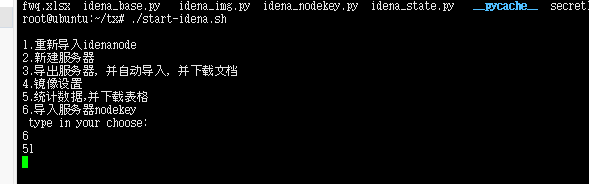 fwq.xlsx idena_base.py idena_img.py idena_nodekey.py idena_state.py __pycache__ secret
root@ubuntu:~/tx# ./start-idena.sh
1.重新导入idenanode
2.新建服务器
3.导出服务器, 并自动导入, 并下载文档
4.镜像设置
5.统计数据,并下载表格
6.导入服务器nodekey
type in your choose:
6
51